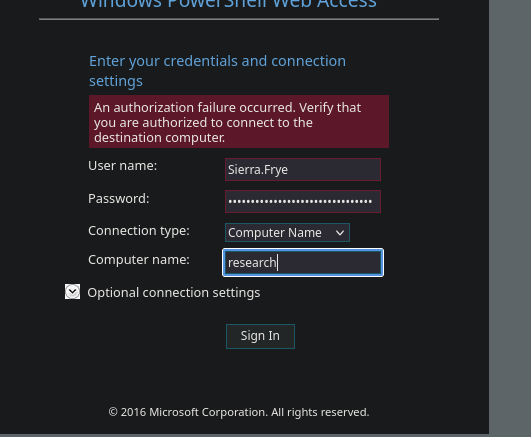 Windows PowerShell Web Access
Enter your credentials and connection
settings
An authorization failure occurred. Verify that
you are authorized to connect to the
destination computer.
User name:
Sierra.Frye
Password:
••••••••••••••••••••••••••••••••
Connection type:
Computer Name
Computer name:
research
Optional connection settings
Sign In
© 2016 Microsoft Corporation. All rights reserved.